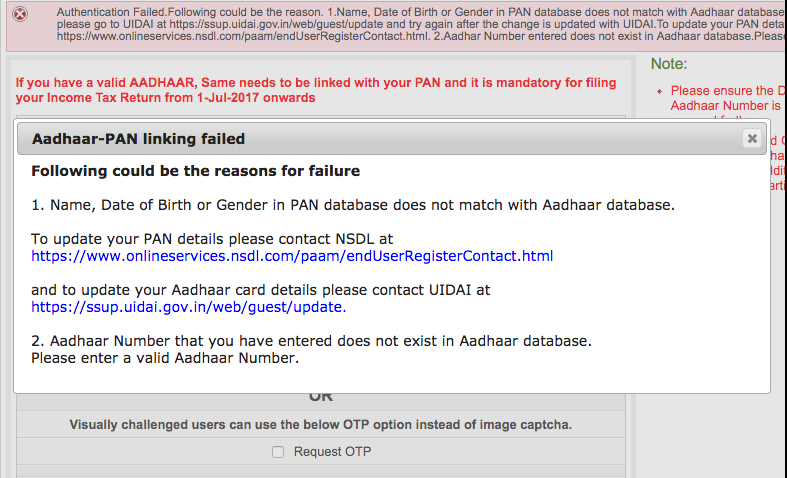 Authentication Failed.Following could be the reason. 1.Name, Date of Birth or Gender in PAN database does not match with Aadhaar database
please go to UIDAI at https://ssup.uidai.gov.in/web/guest/update and try again after the change is updated with UIDAI.To update your PAN deta
https://www.onlineservices.nsdl.com/paam/endUserRegisterContact.html. 2.Aadhar Number entered does not exist in Aadhar database.Please
If you have a valid AADHAAR, Same needs to be linked with your PAN and it is mandatory for filing
your Income Tax Return from 1-Jul-2017 onwards
Note:
Please ensure the D
Aadhaar Number is
Aadhaar-PAN linking failed
Following could be the reasons for failure
1. Name, Date of Birth or Gender in PAN database does not match with Aadhaar database.
To update your PAN details please contact NSDL at
https://www.onlineservices.nsdl.com/paam/endUserRegisterContact.html
and to update your Aadhaar card details please contact UIDAI at
https://ssup.uidai.gov.in/web/guest/update.
2. Aadhaar Number that you have entered does not exist in Aadhaar database.
Please enter a valid Aadhaar Number.
OR
Visually challenged users can use the below OTP option instead of image captcha.
Request OTP